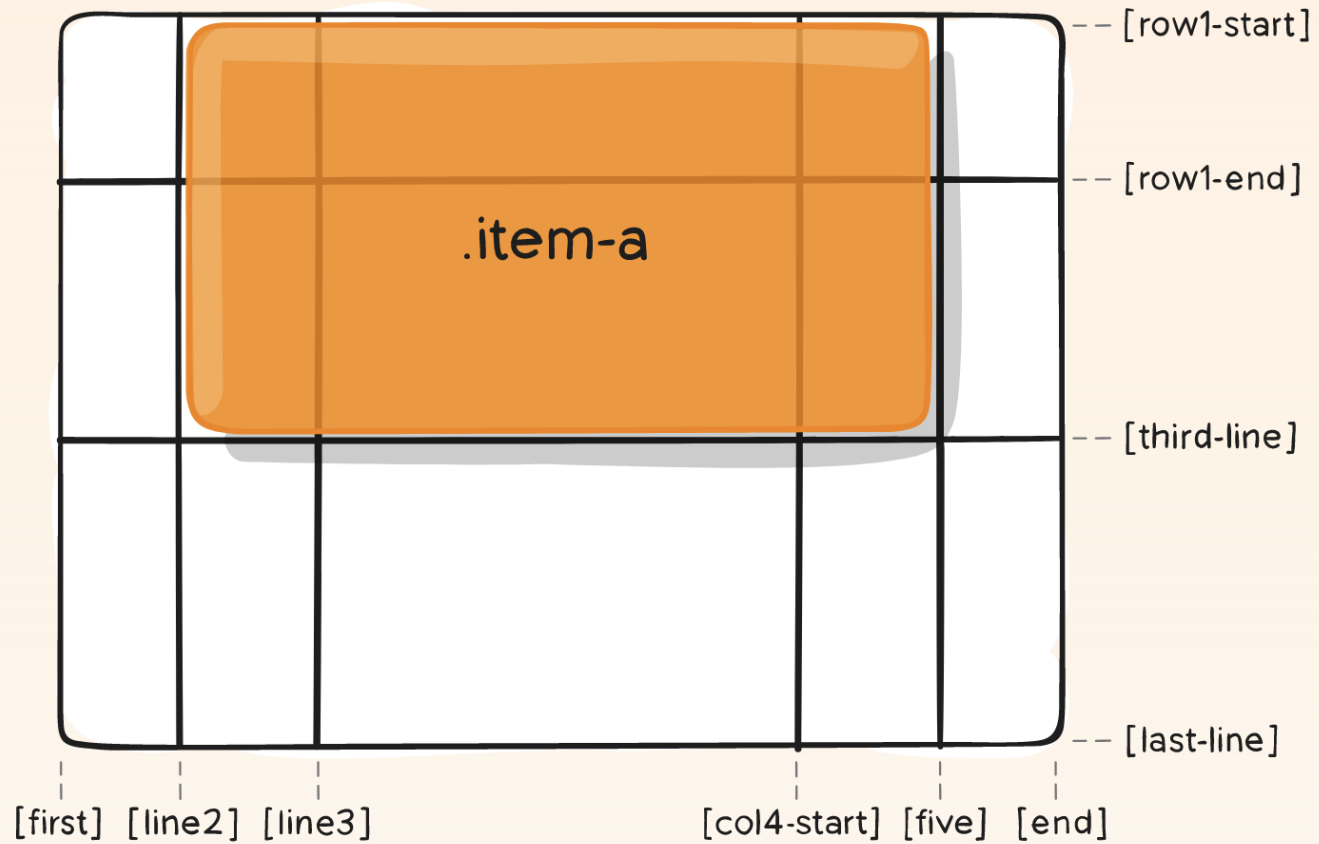 [row1-start]
[row1-end]
.item-a
[third-line]
[last-line]
[first] [line2] [line3] [col4-start] [five] [end]